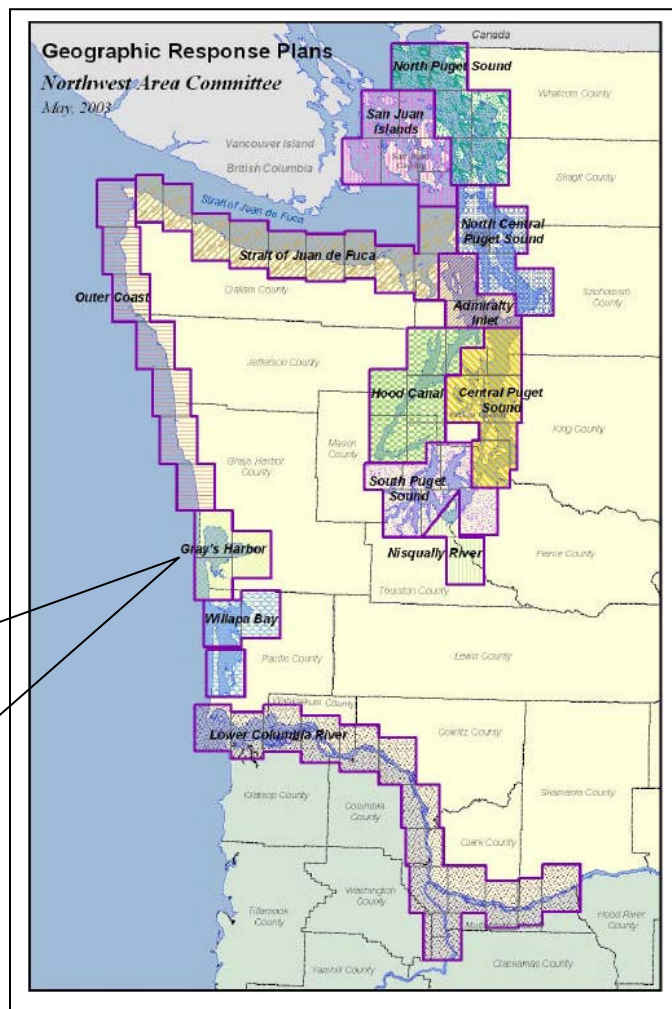 Geographic Response Plans
Northwest Area Committee
May, 2003
Canada
North Puget Sound
Whatcom County
San Juan
Islands
San Juan
County
Vancouver Island
British Columbia
Skagit County
Strait of Juan de Fuca
North Central
Puget Sound
Strait of Juan de Fuca
Snohomish
County
Outer Coast
Clallam County
Admiralty
Inlet
Jefferson County
Hood Canal
Central Puget
Sound
King County
Mason
County
Grays Harbor
County
South Puget
Sound
Gray's Harbor
Nisqually River
Pierce County
Thurston County
Willapa Bay
Pacific County
Lewis County
Wahkiakum County
Lower Columbia River
Cowlitz County
Clatsop County
Columbia
County
Skamania
County
Clark County
Washington
County
Tillamook
County
Hood River
County
Clackamas County
Yamhill County